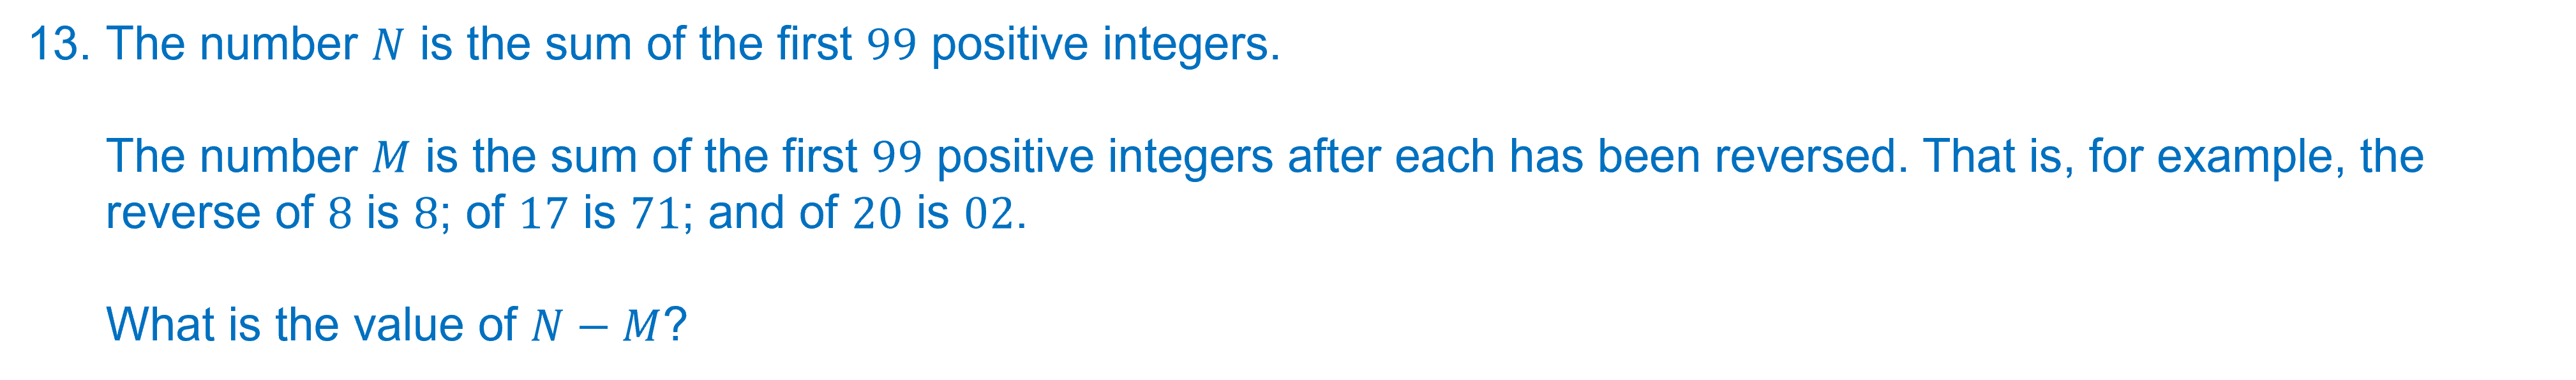 13. The number N is the sum of the first 99 positive integers.
The number M is the sum of the first 99 positive integers after each has been reversed. That is, for example, the
reverse of 8 is 8; of 17 is 71; and of 20 is 02.
What is the value of N − M?